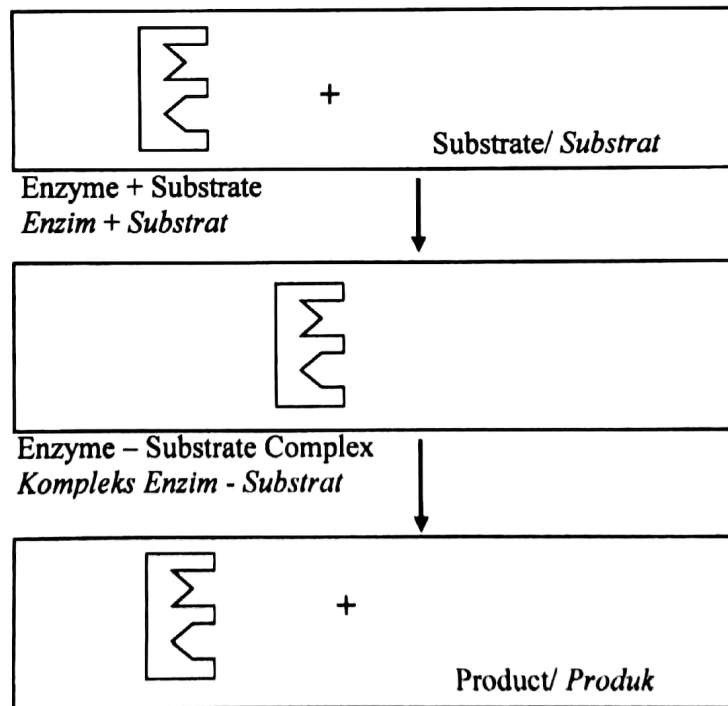 +
Substrate/ Substrat
Enzyme + Substrate
Enzim + Substrat
Enzyme – Substrate Complex
Kompleks Enzim - Substrat
+
Product/ Produk